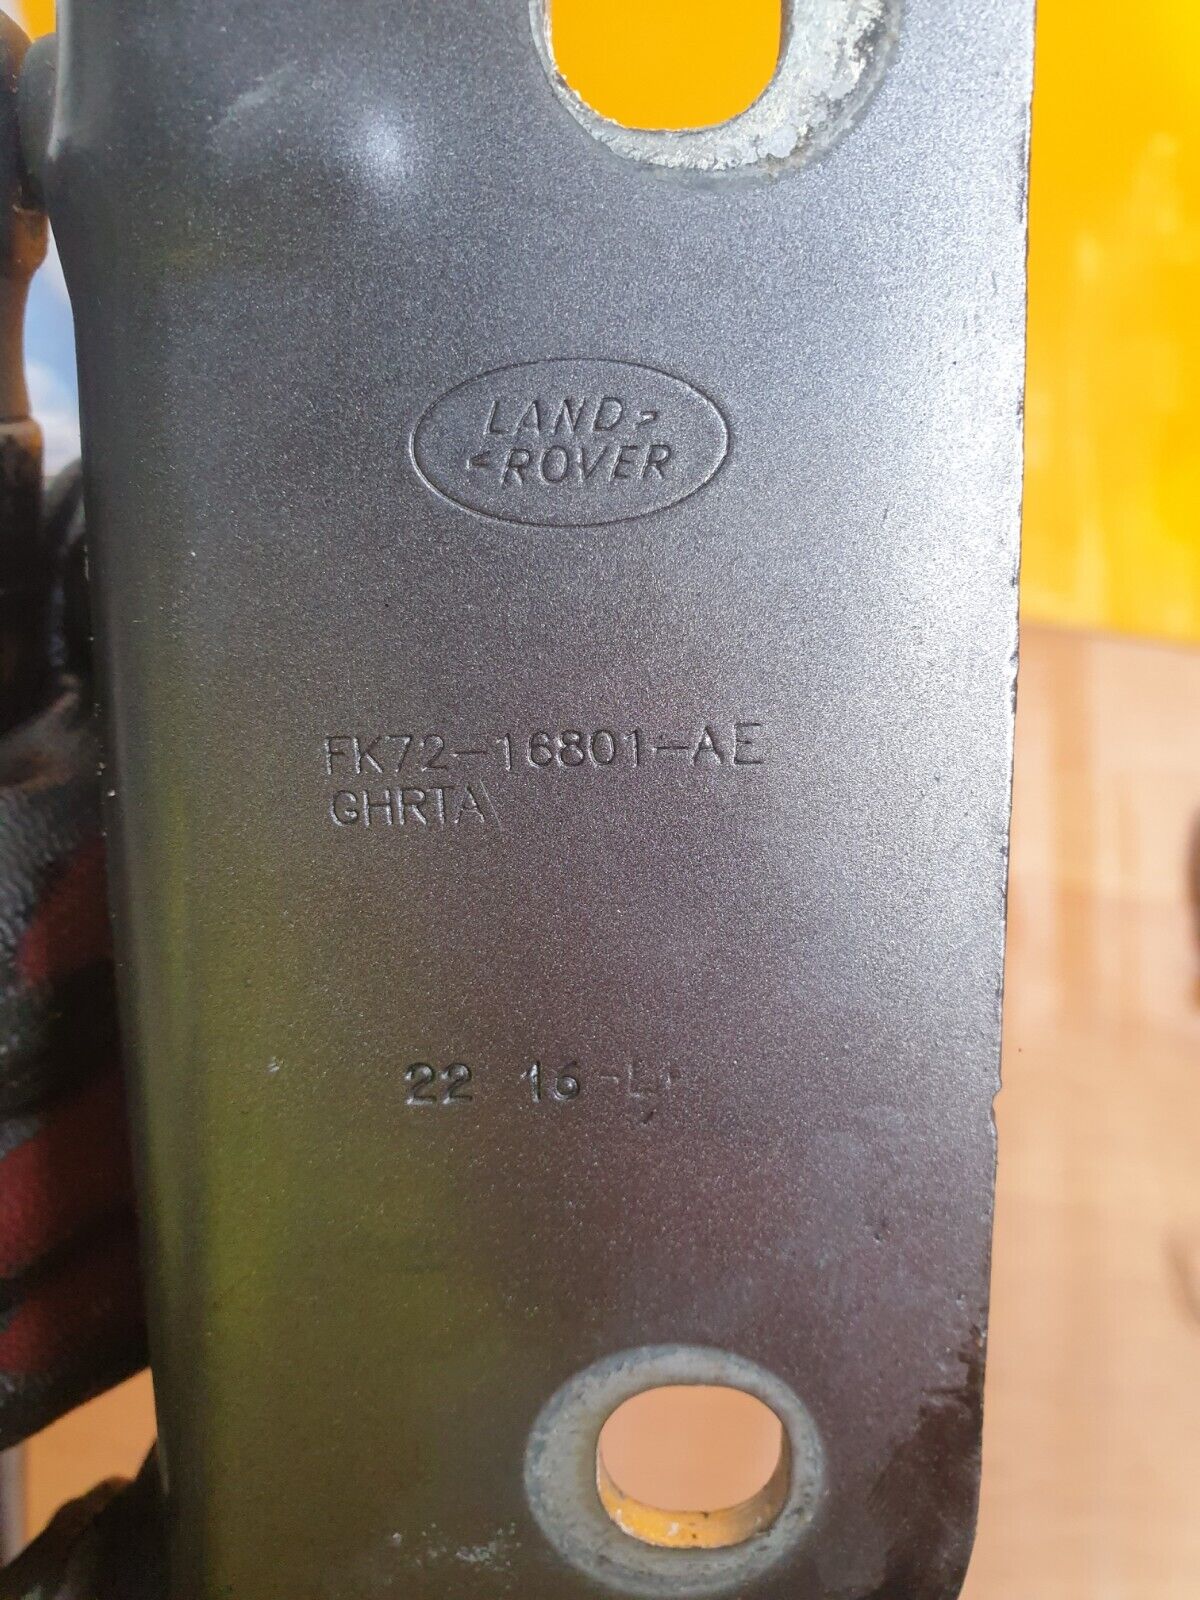 LAND
ROVER
FK72-16801-AE
GHRTA
22 16